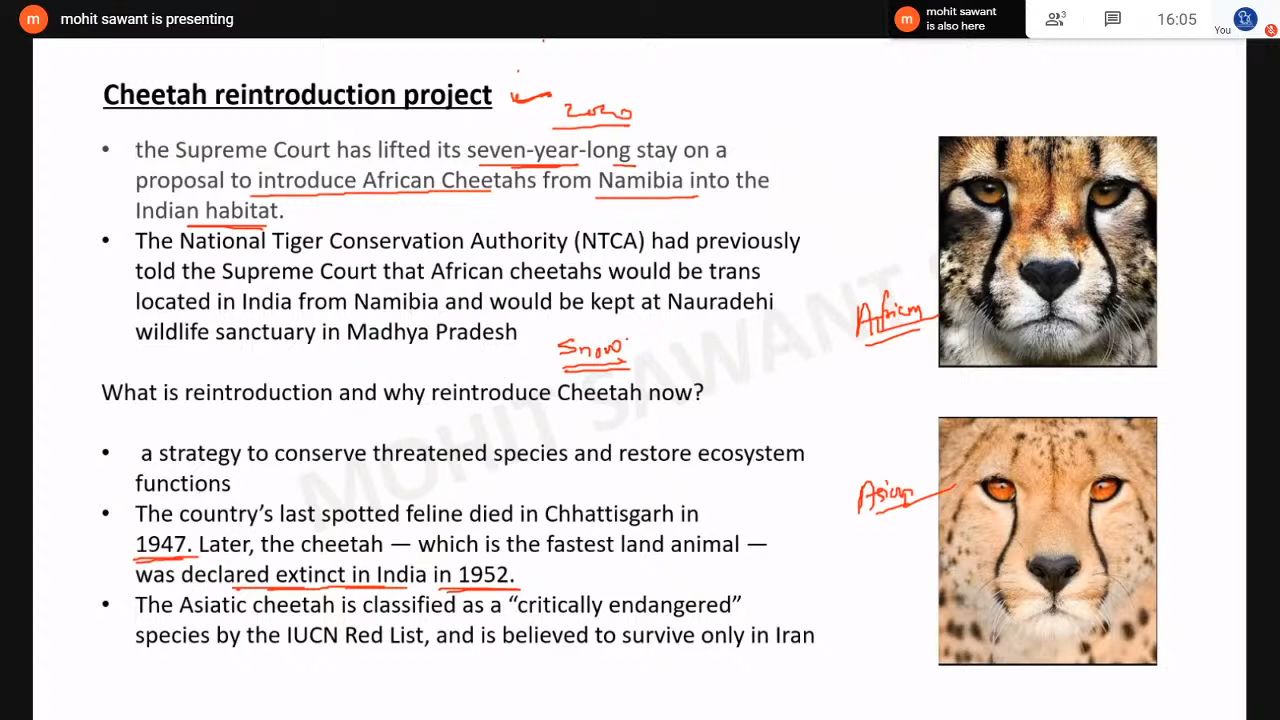 m mohit sawant is presenting
m mohit sawant
is also here
3
16:05
You
Cheetah reintroduction project
2020
• the Supreme Court has lifted its seven-year-long stay on a
proposal to introduce African Cheetahs from Namibia into the
Indian habitat.
• The National Tiger Conservation Authority (NTCA) had previously
told the Supreme Court that African cheetahs would be trans
located in India from Namibia and would be kept at Nauradehi
wildlife sanctuary in Madhya Pradesh
African
What is reintroduction and why reintroduce Cheetah now?
• a strategy to conserve threatened species and restore ecosystem
functions
Asian
• The country’s last spotted feline died in Chhattisgarh in
1947. Later, the cheetah — which is the fastest land animal —
was declared extinct in India in 1952.
• The Asiatic cheetah is classified as a “critically endangered”
species by the IUCN Red List, and is believed to survive only in Iran
MOHIT SAWANT S